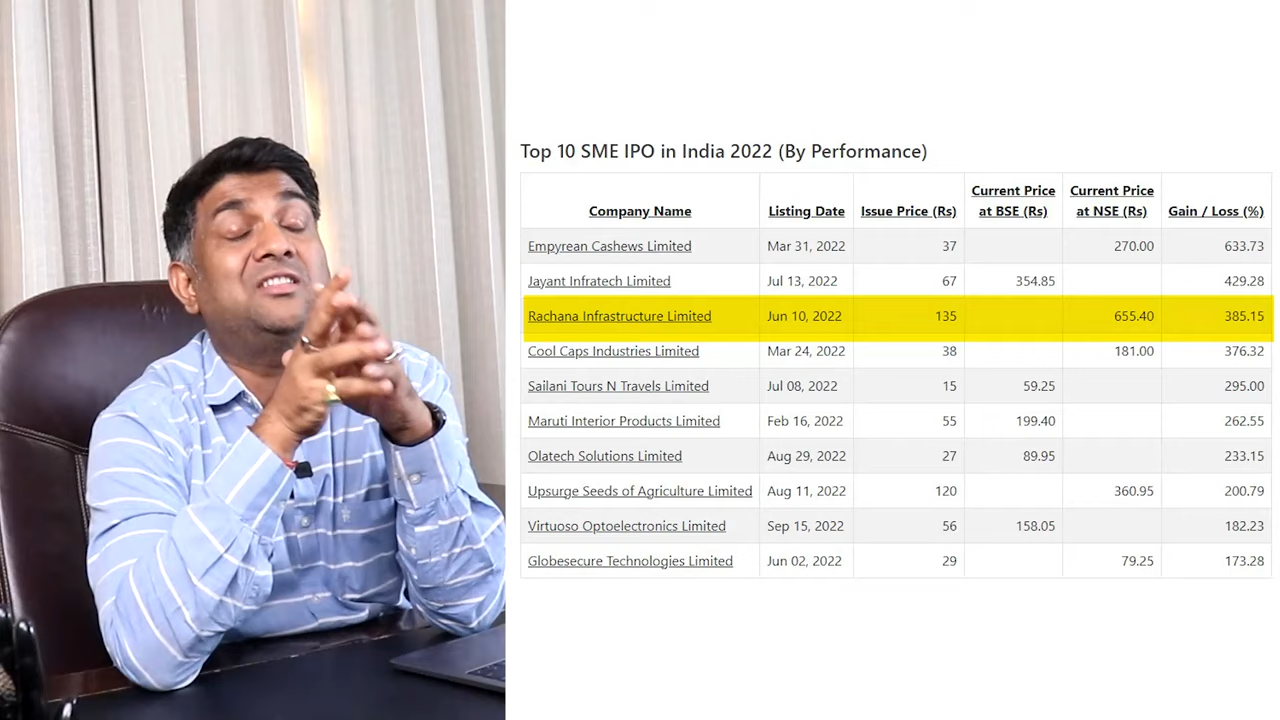 Top 10 SME IPO in India 2022 (By Performance)
Company Name Listing Date Issue Price (Rs) Current Price at BSE (Rs) Current Price at NSE (Rs) Gain / Loss (%)
Empyrean Cashews Limited Mar 31, 2022 37 270.00 633.73
Jayant Infratech Limited Jul 13, 2022 67 354.85 429.28
Rachana Infrastructure Limited Jun 10, 2022 135 655.40 385.15
Cool Caps Industries Limited Mar 24, 2022 38 181.00 376.32
Sailani Tours N Travels Limited Jul 08, 2022 15 59.25 295.00
Maruti Interior Products Limited Feb 16, 2022 55 199.40 262.55
Olatech Solutions Limited Aug 29, 2022 27 89.95 233.15
Upsurge Seeds of Agriculture Limited Aug 11, 2022 120 360.95 200.79
Virtuoso Optoelectronics Limited Sep 15, 2022 56 158.05 182.23
Globesecure Technologies Limited Jun 02, 2022 29 79.25 173.28